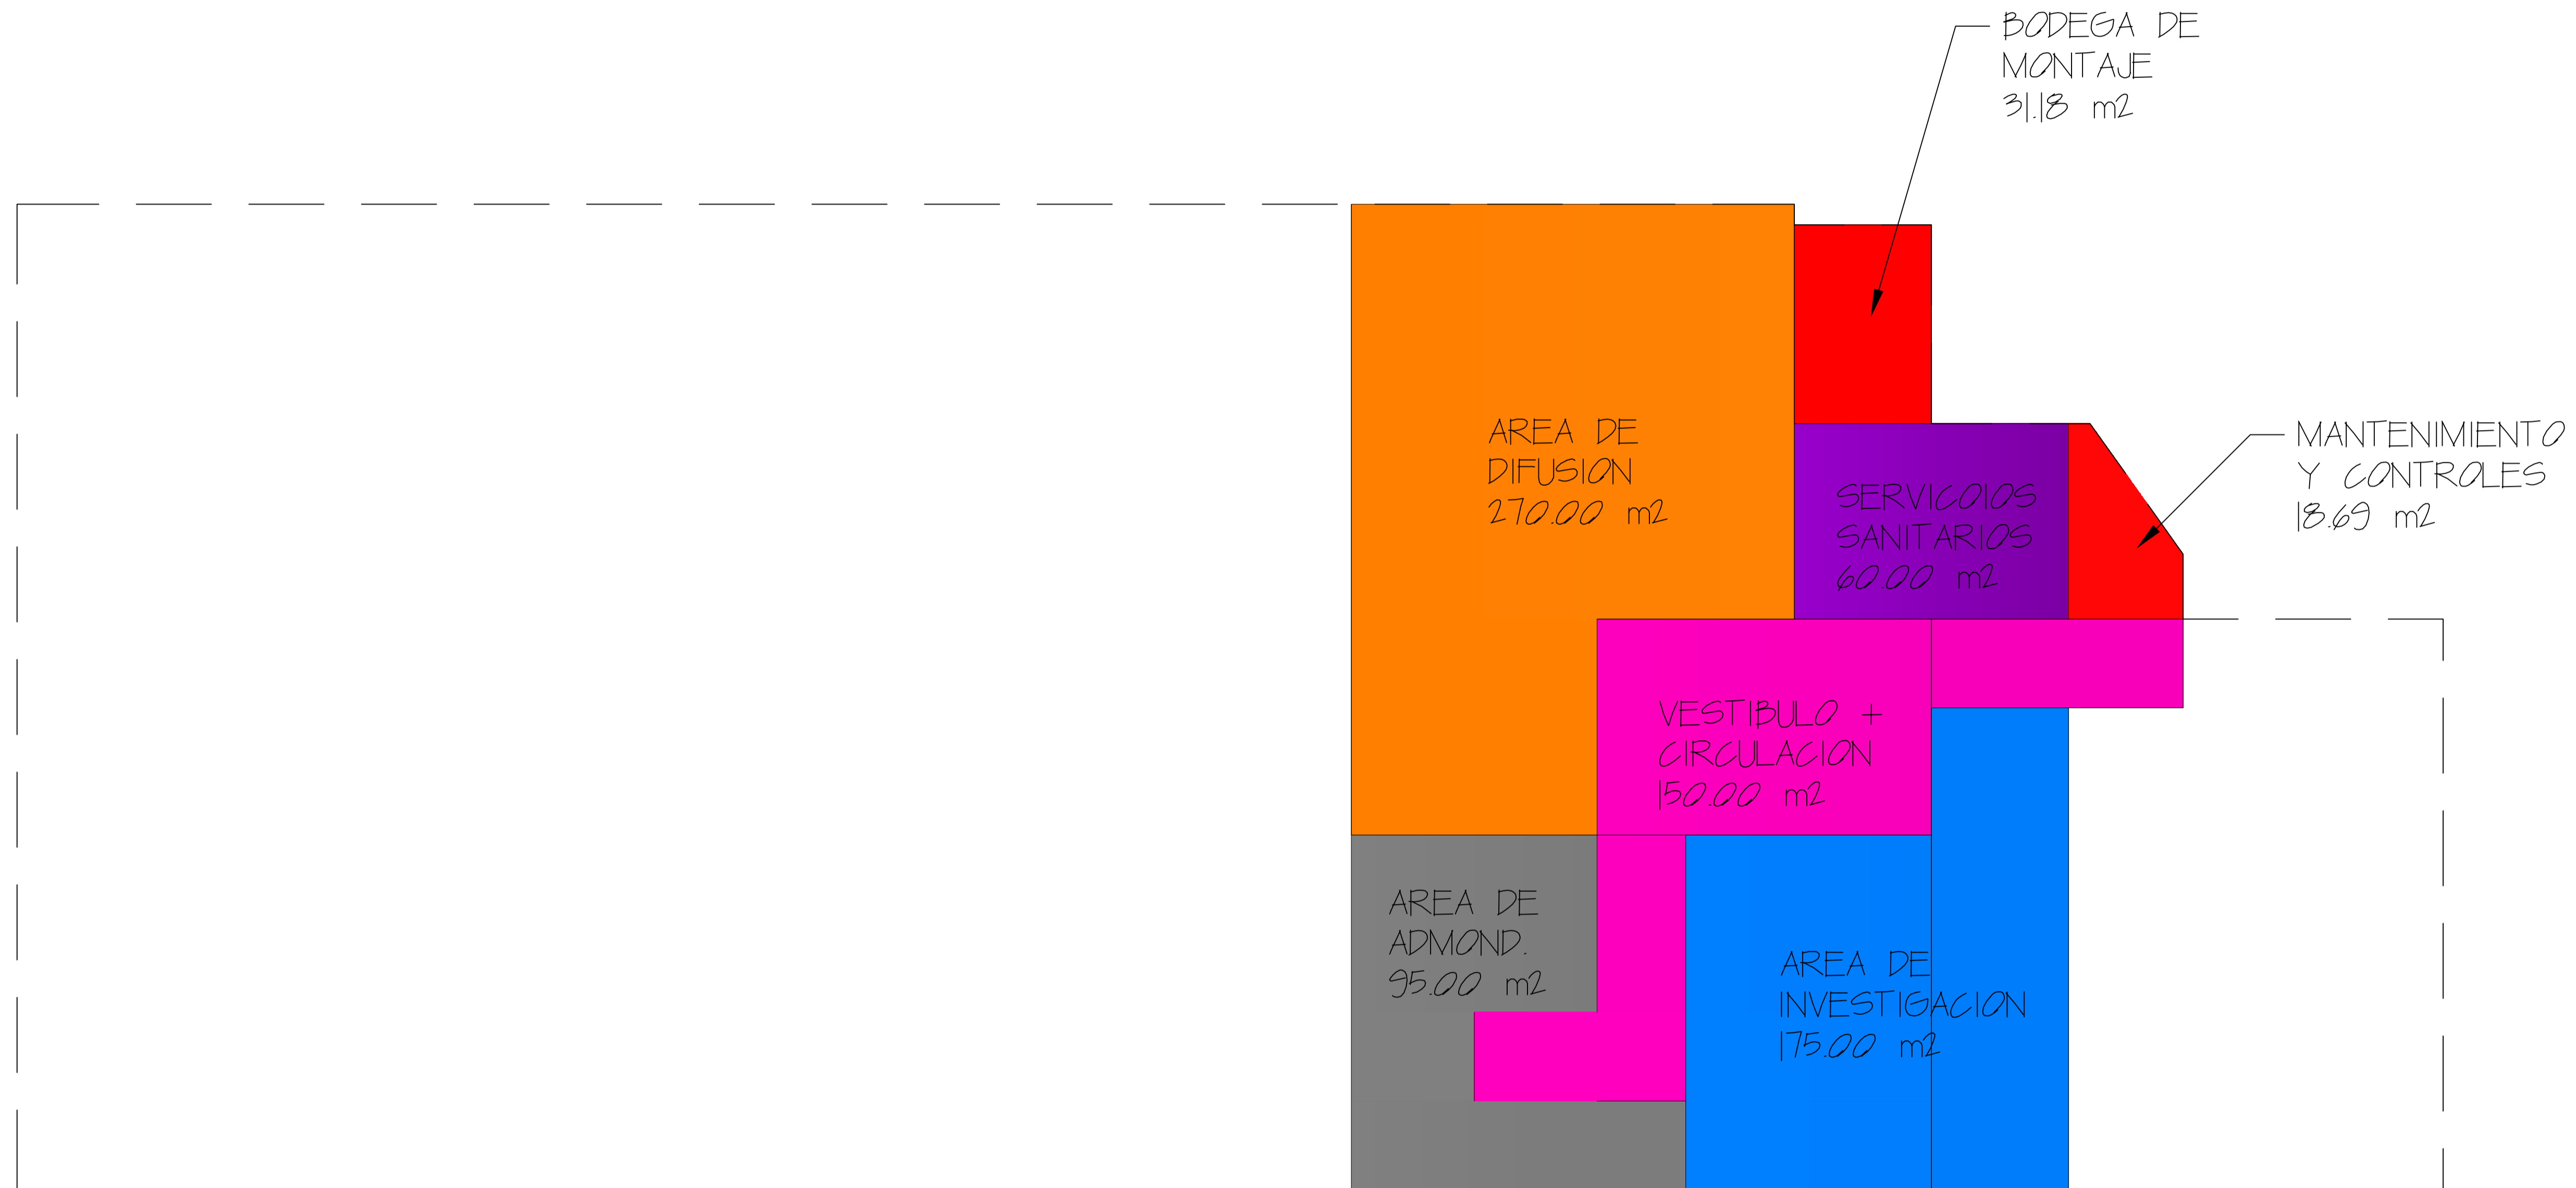 BODEGA DE
MONTAJE
31.18 m2
AREA DE
DIFUSION
270.00 m2
SERVICOIOS
SANITARIOS
60.00 m2
MANTENIMIENTO
Y CONTROLES
18.69 m2
VESTIBULO +
CIRCULACION
150.00 m2
AREA DE
ADMOND.
95.00 m2
AREA DE
INVESTIGACION
175.00 m2